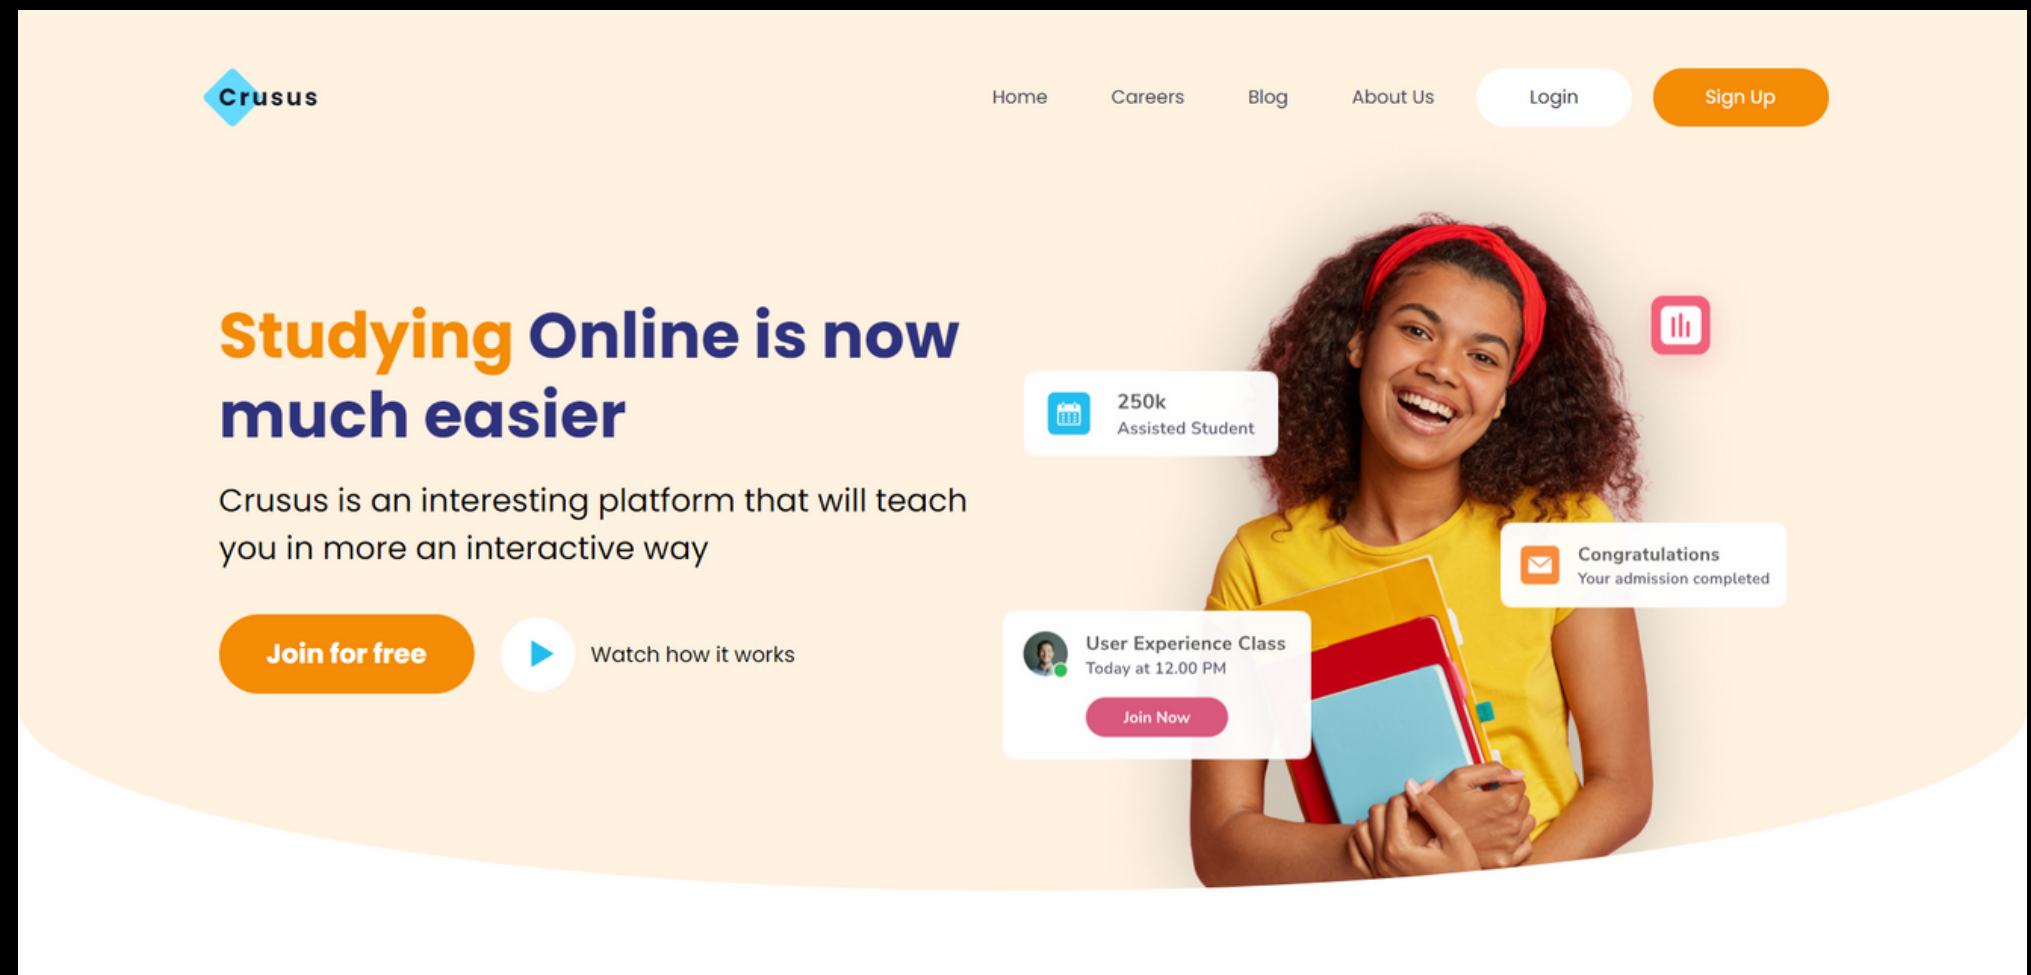 Crusus
Home Careers Blog About Us Login Sign Up
Studying Online is now
much easier
Crusus is an interesting platform that will teach
you in more an interactive way
Join for free
Watch how it works
250k
Assisted Student
Congratulations
Your admission completed
User Experience Class
Today at 12.00 PM
Join Now